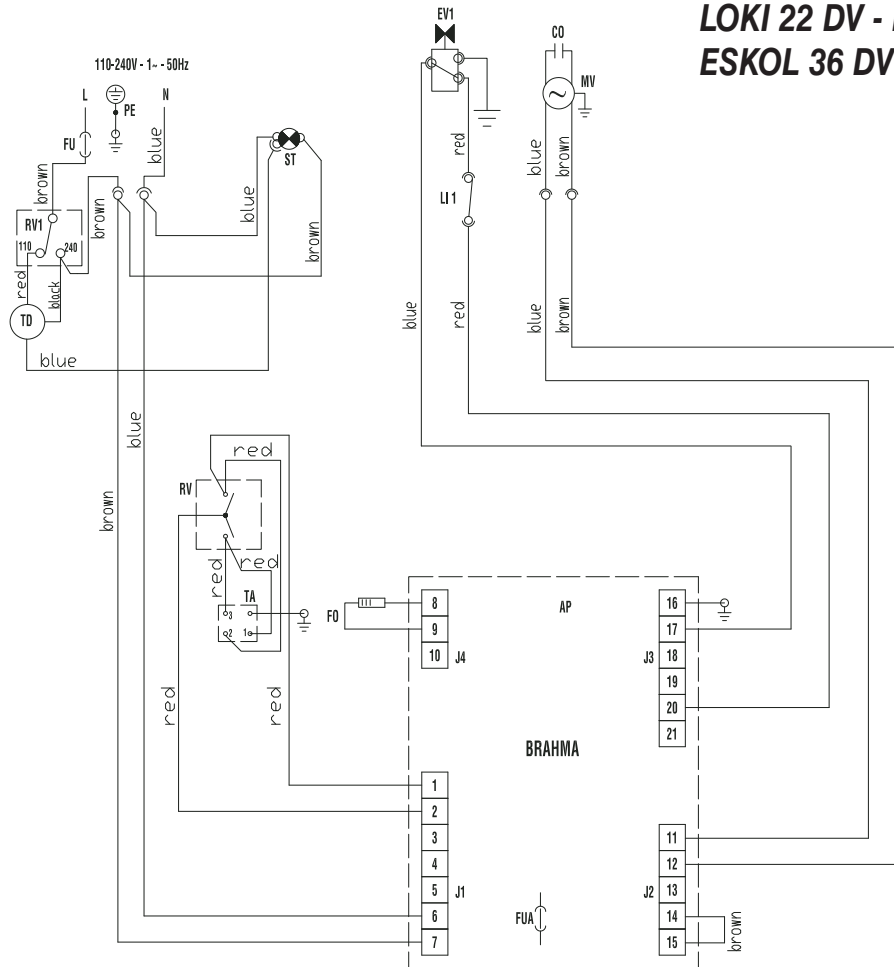 LOKI 22 DV -
ESKOL 36 DV
EV1
CO
MV
110-240V - 1~ - 50Hz
L
PE
N
FU
blue
ST
brown
RV1
110
240
brown
blue
brown
red
black
TD
blue
red
LI 1
blue
brown
blue
red
blue
brown
blue
brown
RV
red
red
red
TA
3
2
1
FO
red
red
AP
BRAHMA
8
9
10
J4
16
17
18
19
20
21
J3
1
2
3
4
5
6
7
J1
FUA
11
12
13
14
15
J2
brown